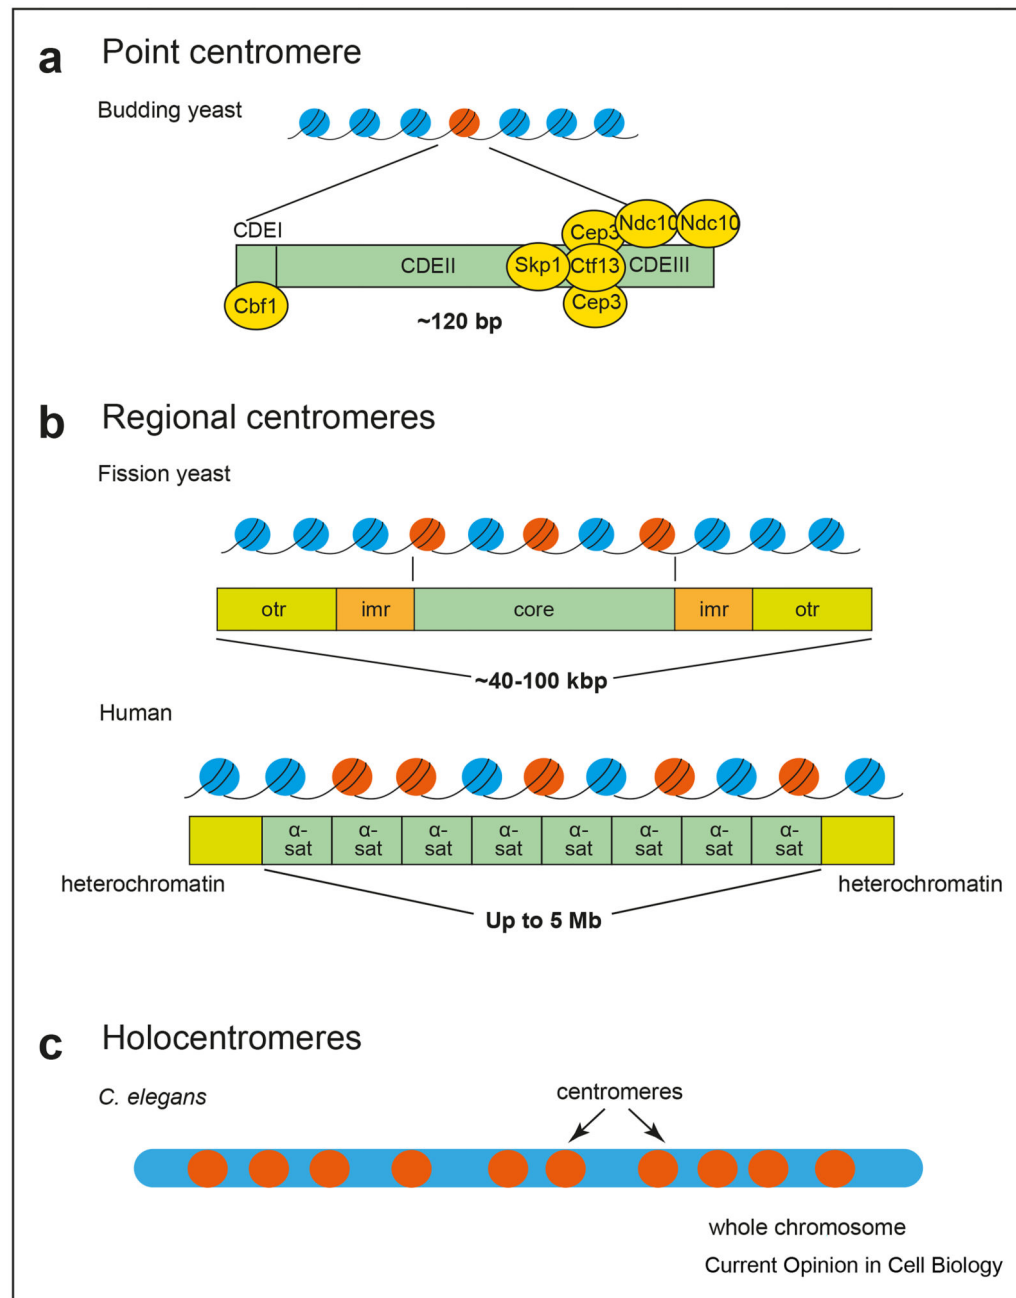 a Point centromere
Budding yeast
CDEI
Cep3 Ndc10 Ndc10
CDEII Skp1 Ctf13 CDEIII
Cbf1 Cep3
~120 bp
b Regional centromeres
Fission yeast
otr imr core imr otr
~40-100 kbp
Human
α-sat α-sat α-sat α-sat α-sat α-sat α-sat α-sat
heterochromatin heterochromatin
Up to 5 Mb
c Holocentromeres
C. elegans
centromeres
whole chromosome
Current Opinion in Cell Biology